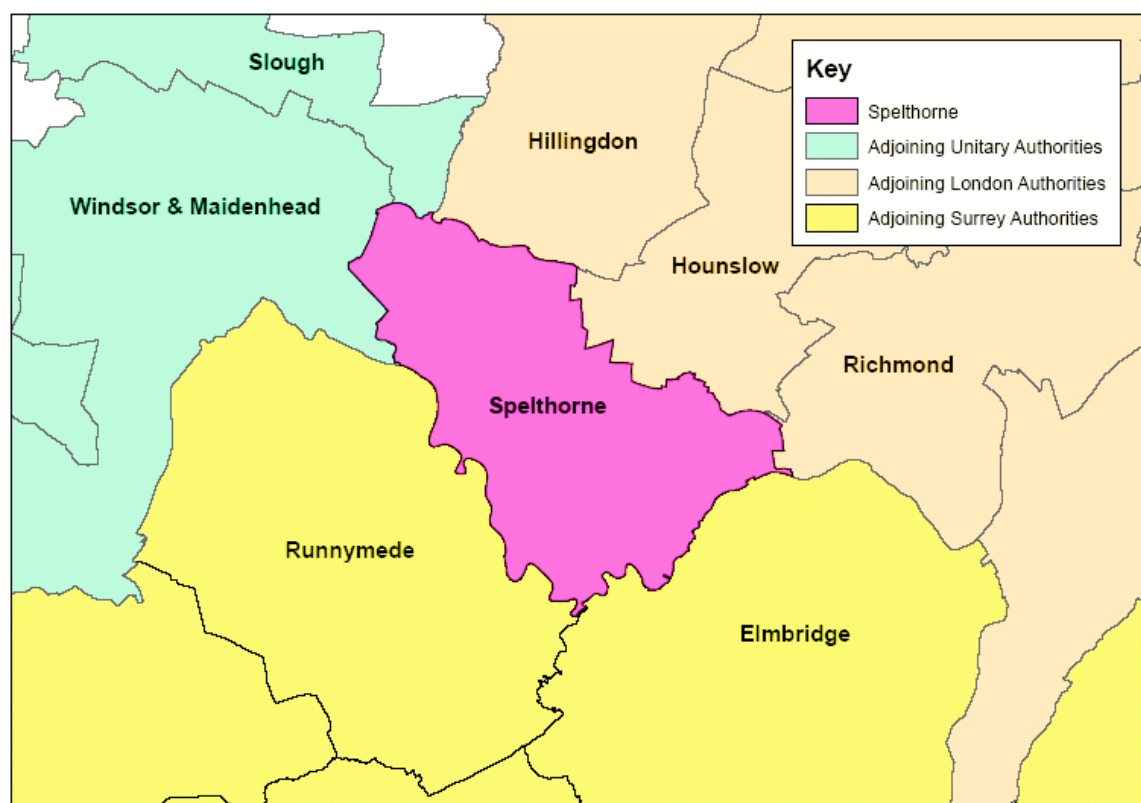 Slough
Key
Spelthorne
Adjoining Unitary Authorities
Adjoining London Authorities
Adjoining Surrey Authorities
Hillingdon
Windsor & Maidenhead
Hounslow
Richmond
Spelthorne
Runnymede
Elmbridge